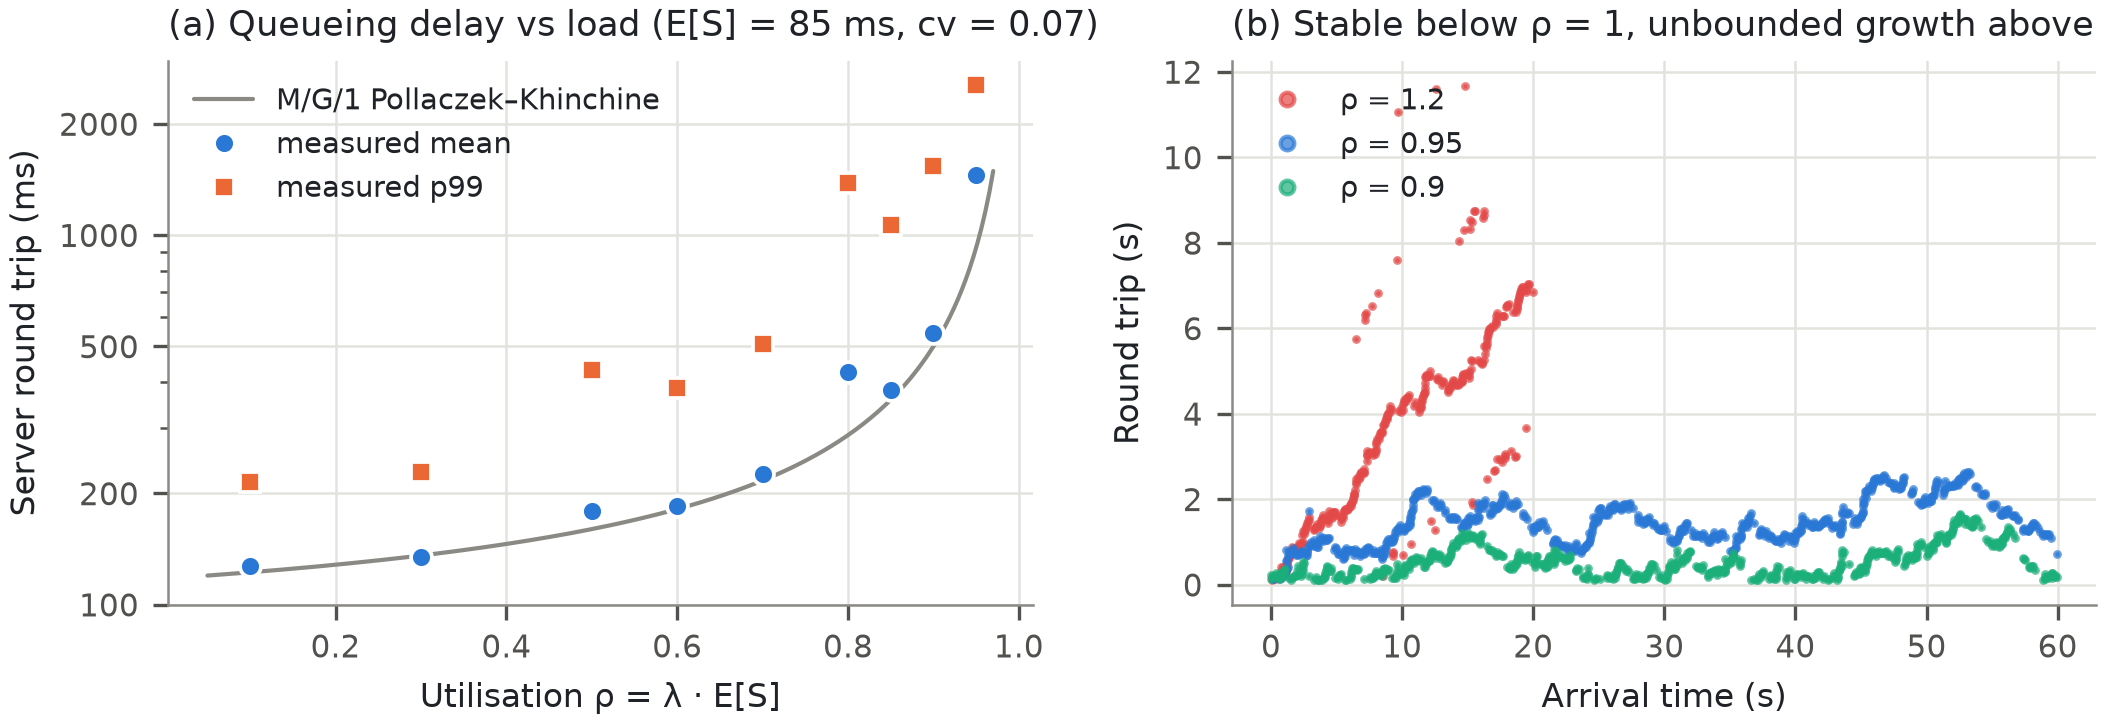 (a) Queueing delay vs load (E[S] = 85 ms, cv = 0.07)
M/G/1 Pollaczek–Khinchine
measured mean
measured p99
Server round trip (ms)
2000
1000
500
200
100
0.2 0.4 0.6 0.8 1.0
Utilisation ρ = λ · E[S]
(b) Stable below ρ = 1, unbounded growth above
ρ = 1.2
ρ = 0.95
ρ = 0.9
Round trip (s)
12
10
8
6
4
2
0
0 10 20 30 40 50 60
Arrival time (s)